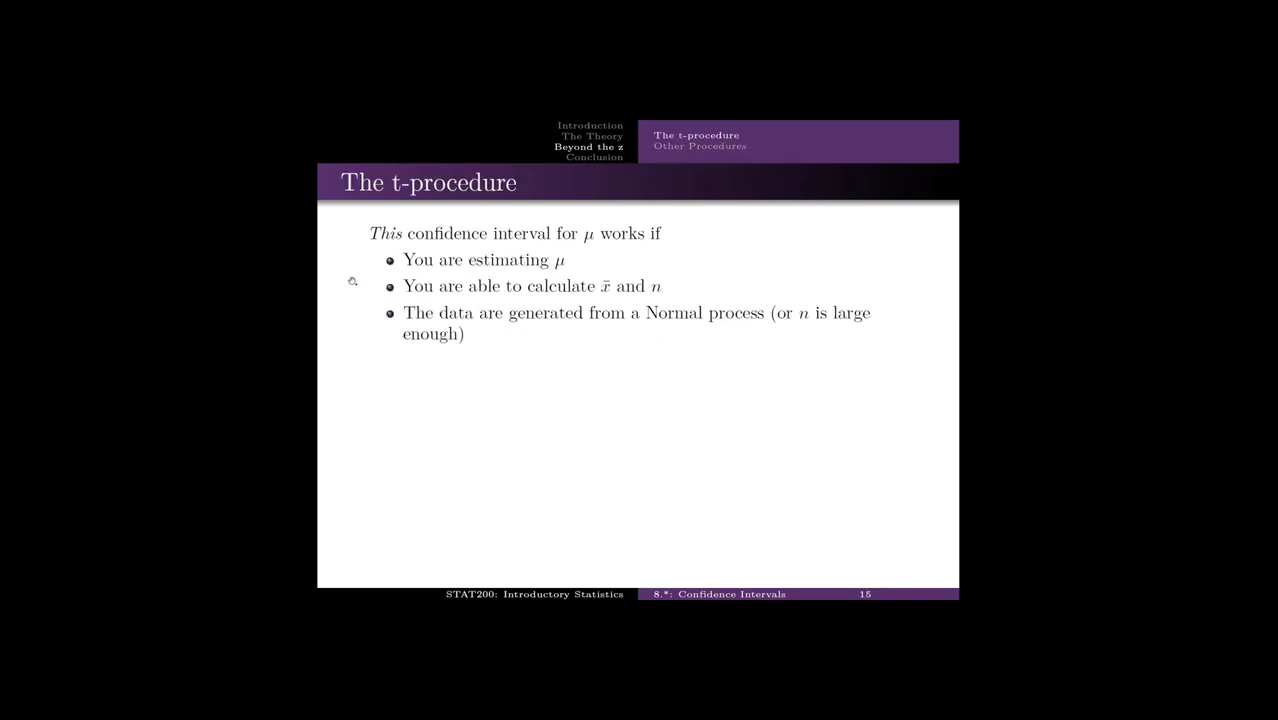 Introduction
The Theory
Beyond the z
Conclusion
The t-procedure
Other Procedures
The t-procedure
This confidence interval for μ works if
You are estimating μ
You are able to calculate x̄ and n
The data are generated from a Normal process (or n is large
enough)
STAT200: Introductory Statistics
8.*: Confidence Intervals
15